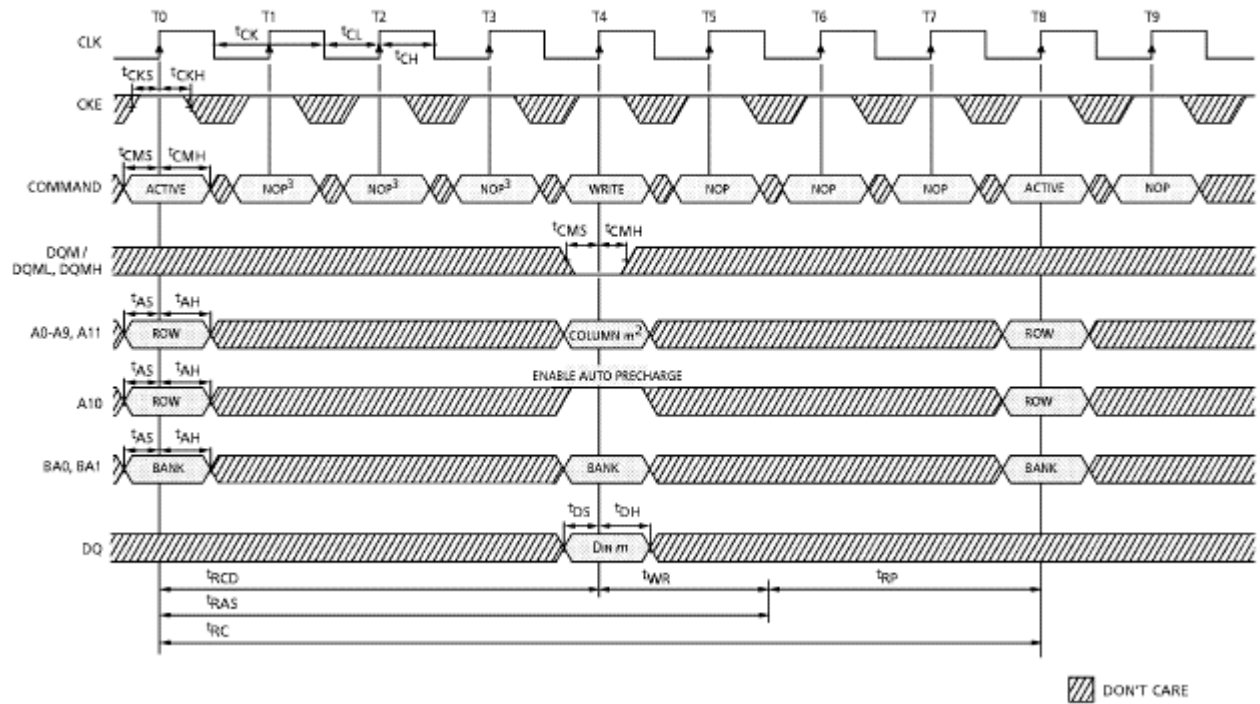 T0 T1 T2 T3 T4 T5 T6 T7 T8 T9
CLK tCK tCL tCH
tCKS tCKH
CKE
tCMS tCMH
COMMAND ACTIVE NOP3 NOP3 NOP3 WRITE NOP NOP NOP ACTIVE NOP
tCMS tCMH
DQM /
DQML, DQMH
tAS tAH
A0-A9, A11 ROW COLUMN m2 ROW
tAS tAH ENABLE AUTO PRECHARGE
A10 ROW ROW
tAS tAH
BA0, BA1 BANK BANK BANK
tDS tDH
DQ DIN m
tRCD tWR tRP
tRAS
tRC
DON'T CARE